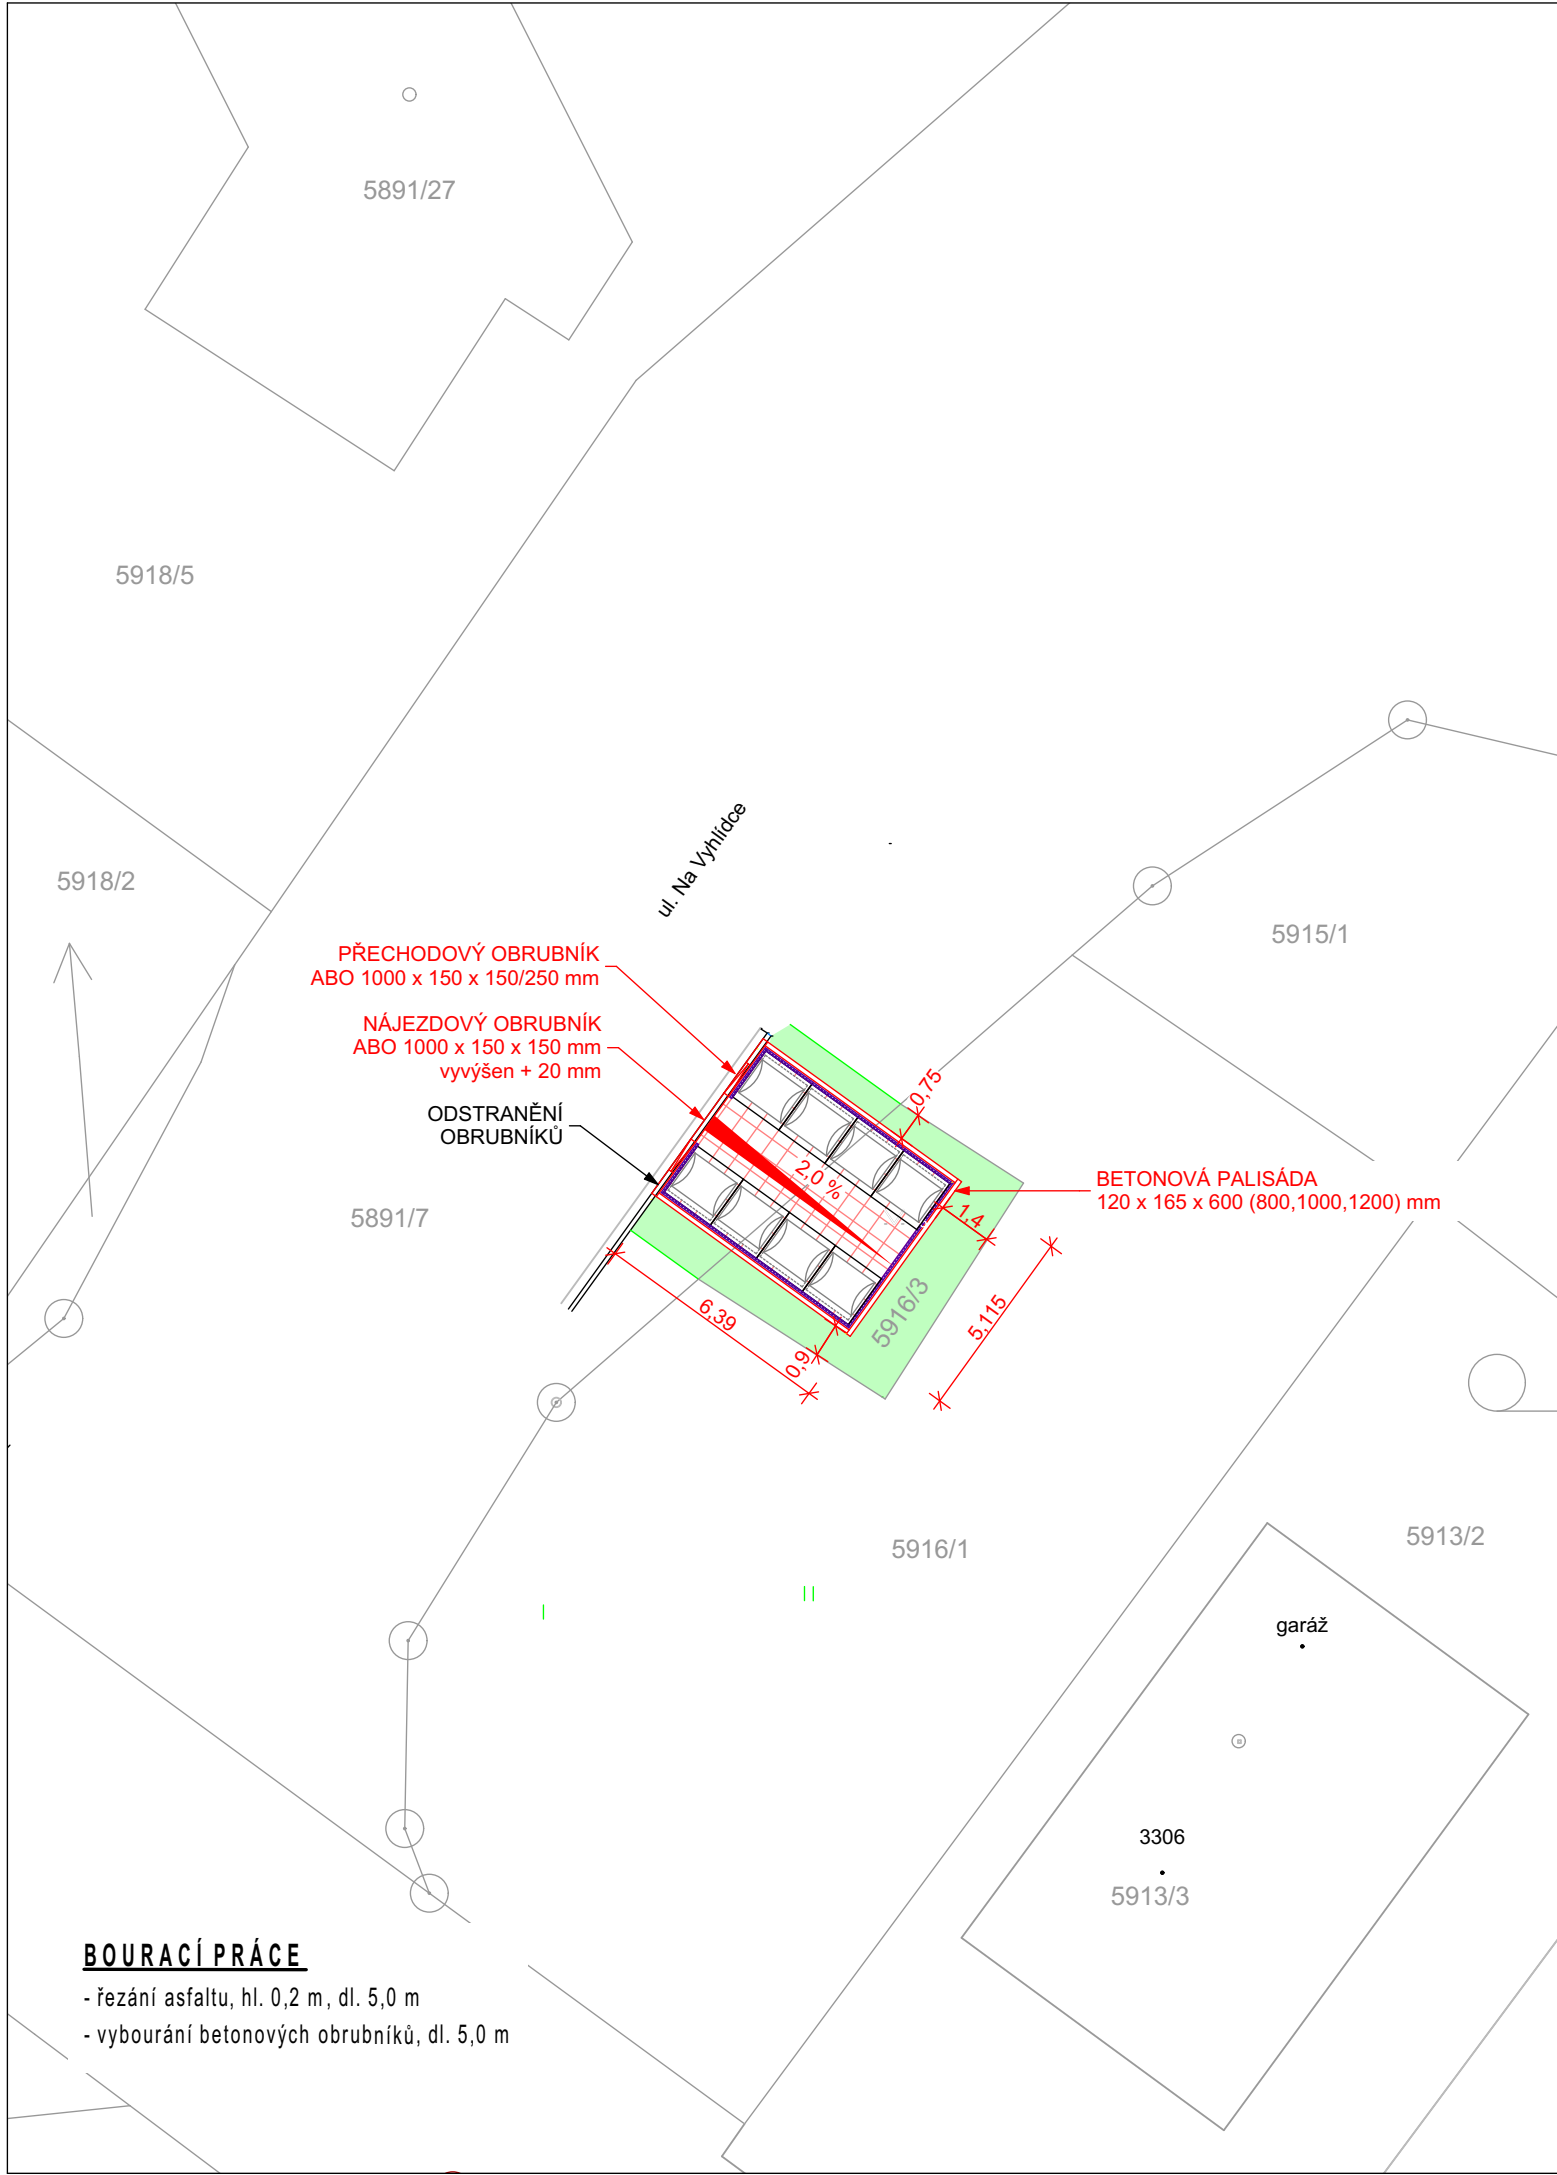 5891/27
5918/5
ul. Na Vyhlídce
5918/2
5915/1
PŘECHODOVÝ OBRUBNÍK
ABO 1000 x 150 x 150/250 mm
NÁJEZDOVÝ OBRUBNÍK
ABO 1000 x 150 x 150 mm
vyvýšen + 20 mm
ODSTRANĚNÍ
OBRUBNÍKŮ
0,75
2,0 %
BETONOVÁ PALISÁDA
120 x 165 x 600 (800,1000,1200) mm
1,4
5891/7
5916/3
6,39
5,115
0,9
5916/1
5913/2
garáž
3306
5913/3
BOURACÍ PRÁCE
- řezání asfaltu, hl. 0,2 m, dl. 5,0 m
- vybourání betonových obrubníků, dl. 5,0 m